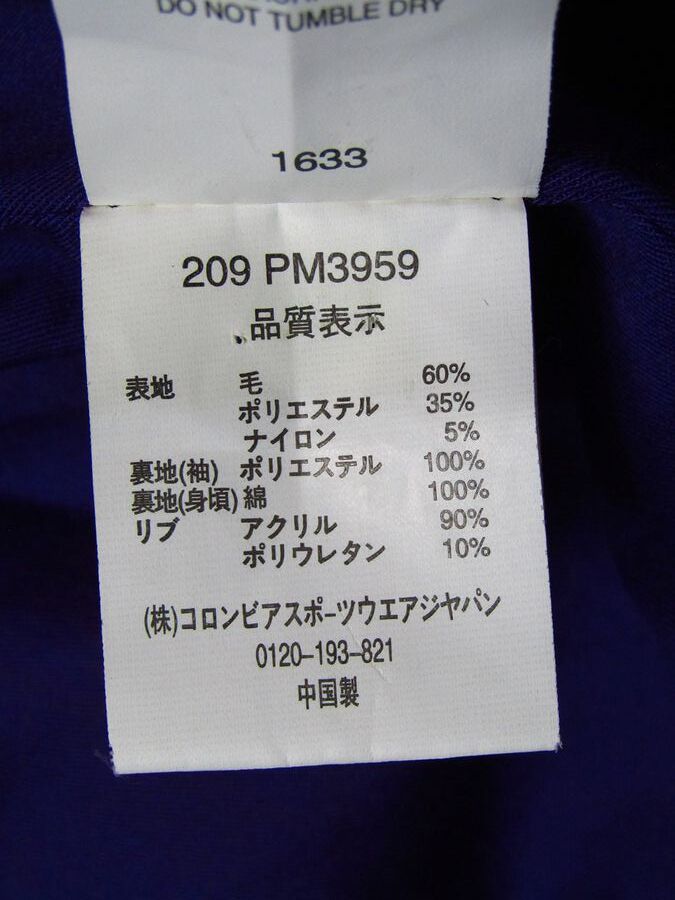 DO NOT TUMBLE DRY
1633
209 PM3959
品質表示
表地 毛 60%
ポリエステル 35%
ナイロン 5%
裏地(袖) ポリエステル 100%
裏地(身頃) 綿 100%
リブ アクリル 90%
ポリウレタン 10%
(株)コロンビアスポーツウエアジヤパン
0120-193-821
中国製